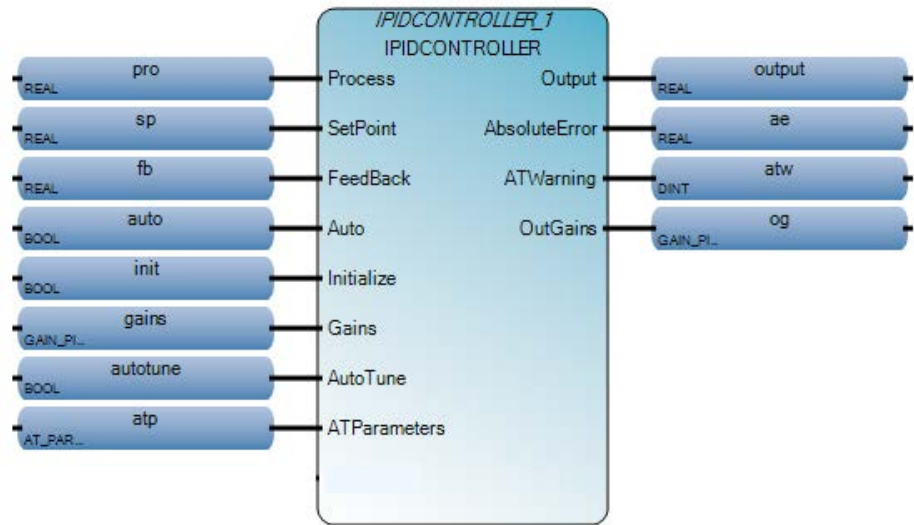 IPIDCONTROLLER_1
IPIDCONTROLLER
pro
REAL
Process
Output
output
REAL
sp
REAL
SetPoint
AbsoluteError
ae
REAL
fb
REAL
FeedBack
ATWarning
atw
DINT
auto
BOOL
Auto
OutGains
og
GAIN_PI...
init
BOOL
Initialize
gains
GAIN_PI...
Gains
autotune
BOOL
AutoTune
atp
AT_PAR...
ATParameters